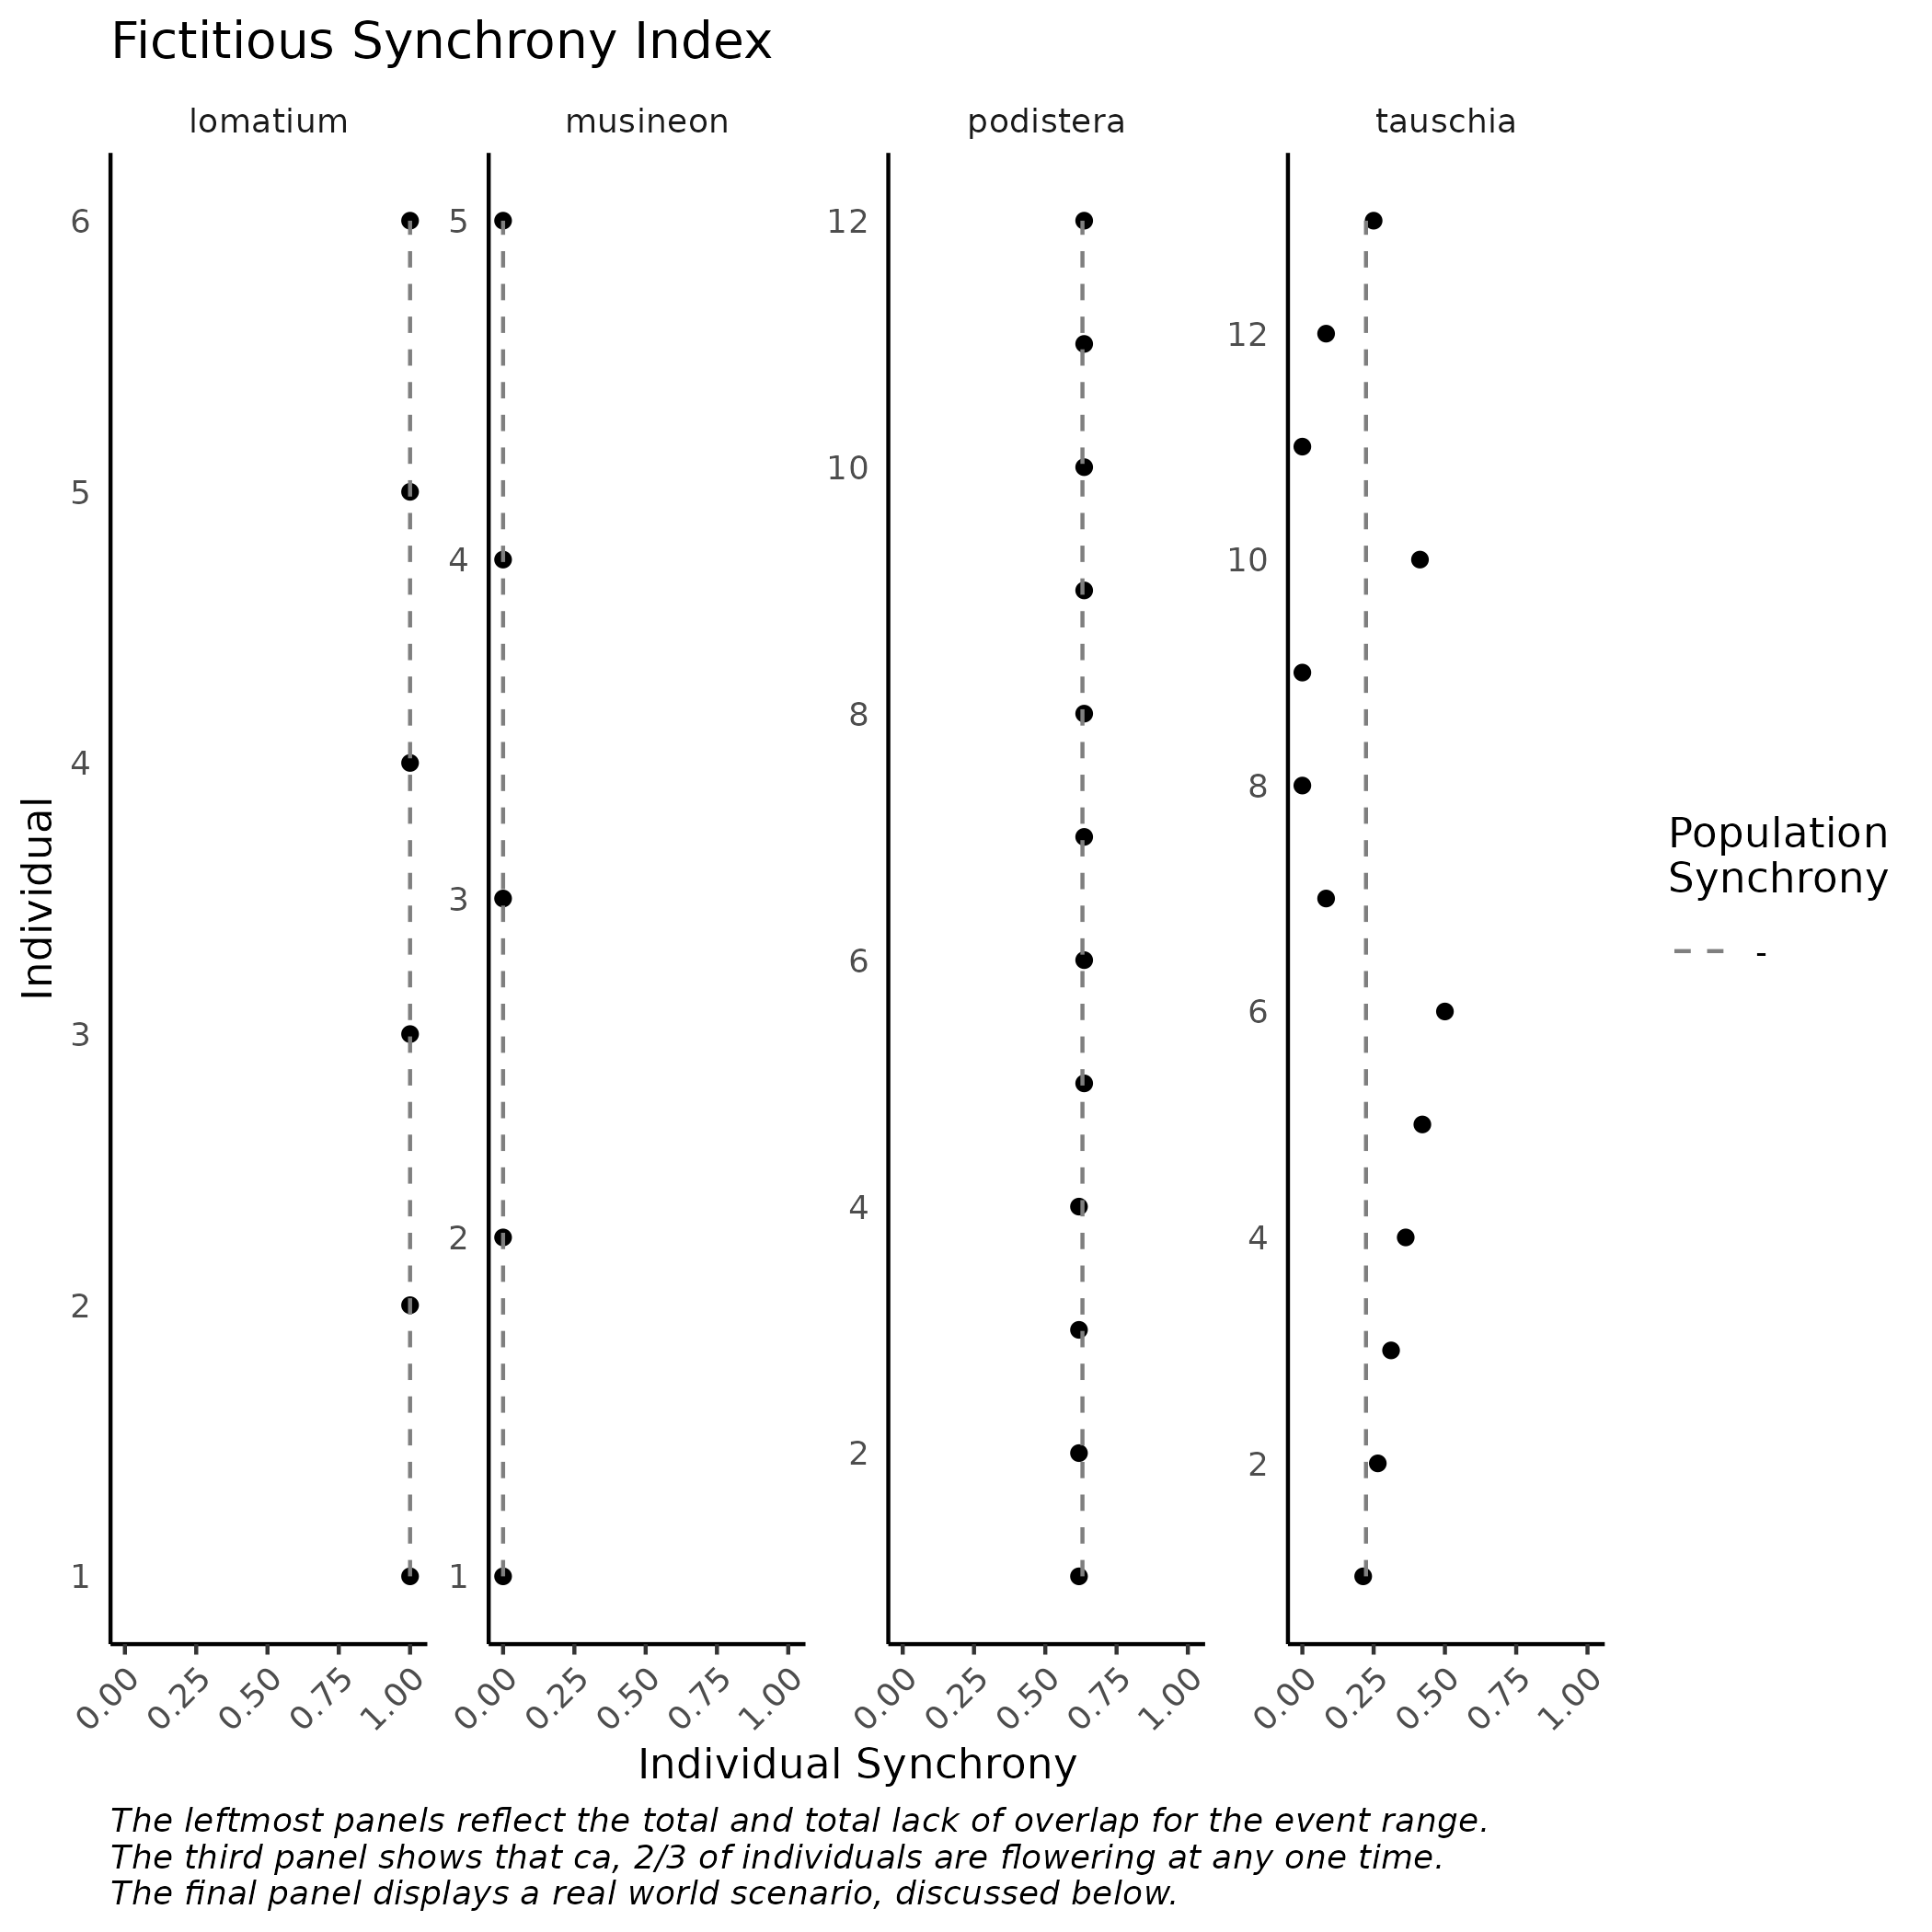 Fictitious Synchrony Index
lomatium
musineon
podistera
tauschia
Individual
6
5
4
3
2
1
5
4
3
2
1
12
10
8
6
4
2
12
10
8
6
4
2
0.00 0.25 0.50 0.75 1.00
0.00 0.25 0.50 0.75 1.00
0.00 0.25 0.50 0.75 1.00
0.00 0.25 0.50 0.75 1.00
Individual Synchrony
Population
Synchrony
-
The leftmost panels reflect the total and total lack of overlap for the event range.
The third panel shows that ca, 2/3 of individuals are flowering at any one time.
The final panel displays a real world scenario, discussed below.